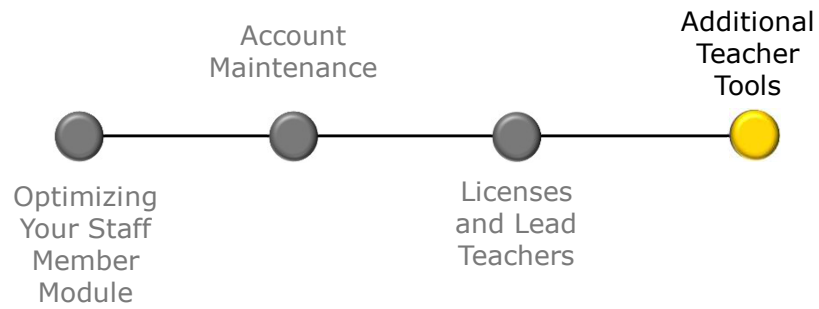 Optimizing
Your Staff
Member
Module
Account
Maintenance
Licenses
and Lead
Teachers
Additional
Teacher
Tools